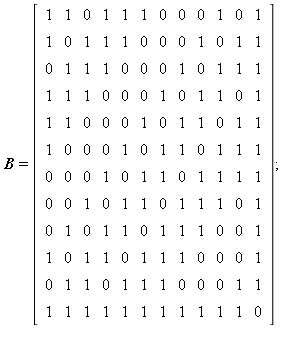 1 1 0 1 1 1 0 0 0 1 0 1
1 0 1 1 1 0 0 0 1 0 1 1
0 1 1 1 0 0 0 1 0 1 1 1
1 1 1 0 0 0 1 0 1 1 0 1
1 1 0 0 0 1 0 1 1 0 1 1
1 0 0 0 1 0 1 1 0 1 1 1
B = 0 0 0 1 0 1 1 0 1 1 1 1 ;
0 0 1 0 1 1 0 1 1 1 0 1
0 1 0 1 1 0 1 1 1 0 0 1
1 0 1 1 0 1 1 1 0 0 0 1
0 1 1 0 1 1 1 0 0 0 1 1
1 1 1 1 1 1 1 1 1 1 1 0